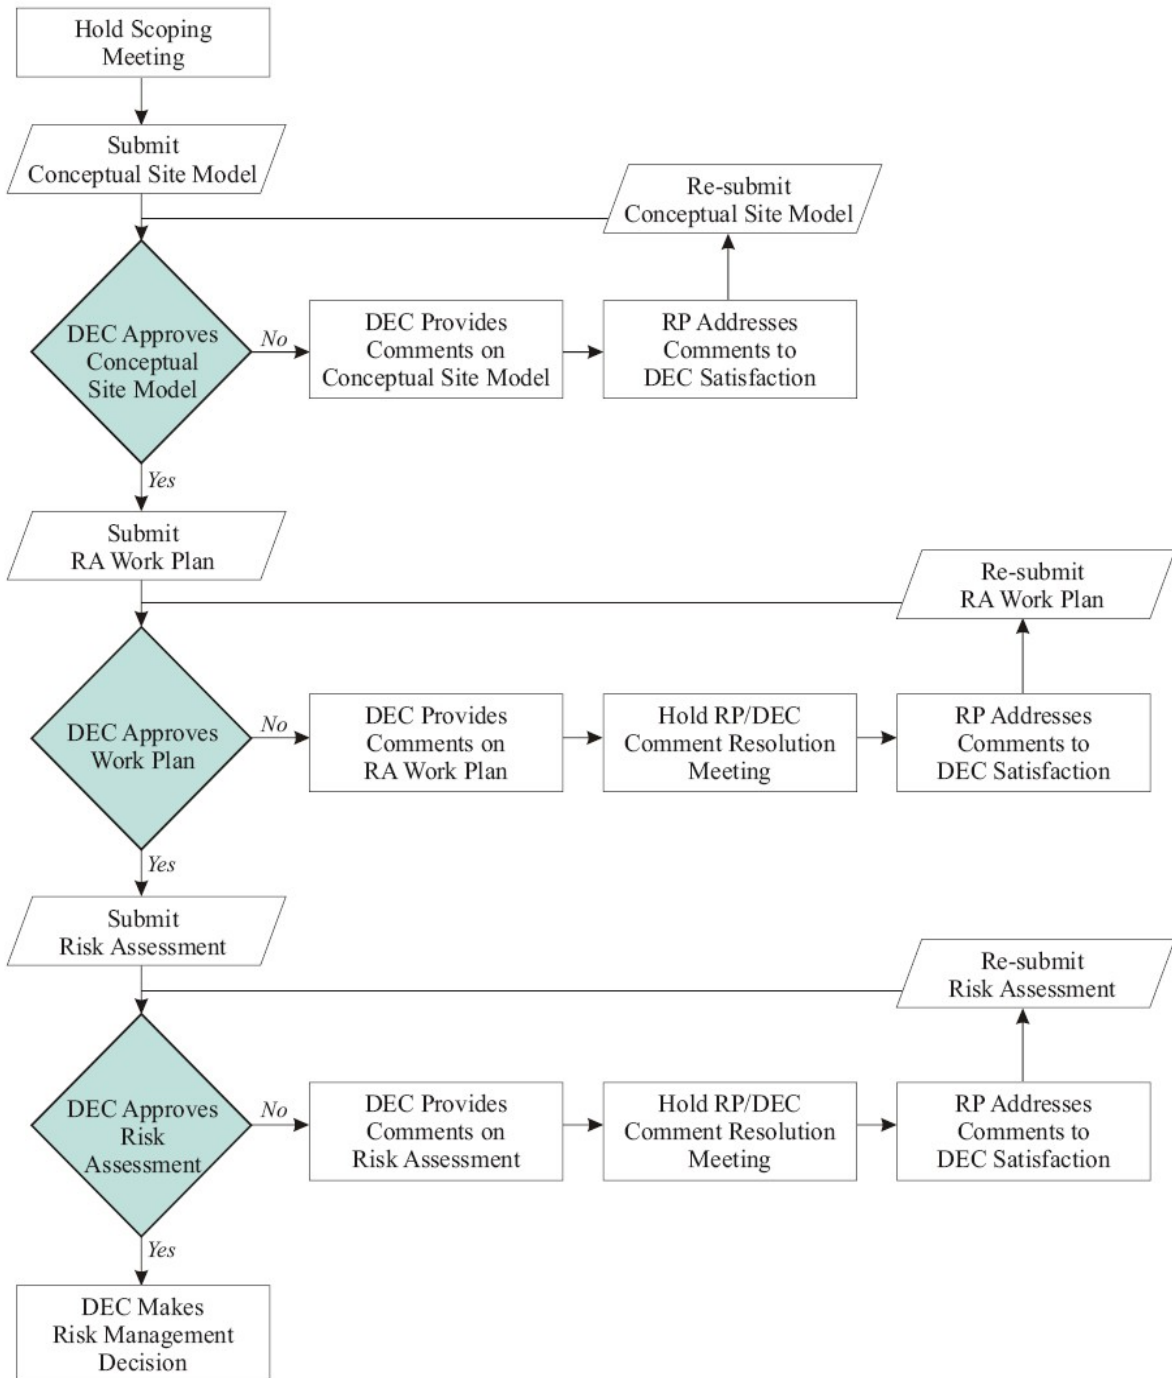 Hold Scoping
Meeting
Submit
Conceptual Site Model
Re-submit
Conceptual Site Model
DEC Approves
Conceptual
Site Model
No
DEC Provides
Comments on
Conceptual Site Model
RP Addresses
Comments to
DEC Satisfaction
Yes
Submit
RA Work Plan
Re-submit
RA Work Plan
DEC Approves
Work Plan
No
DEC Provides
Comments on
RA Work Plan
Hold RP/DEC
Comment Resolution
Meeting
RP Addresses
Comments to
DEC Satisfaction
Yes
Submit
Risk Assessment
Re-submit
Risk Assessment
DEC Approves
Risk
Assessment
No
DEC Provides
Comments on
Risk Assessment
Hold RP/DEC
Comment Resolution
Meeting
RP Addresses
Comments to
DEC Satisfaction
Yes
DEC Makes
Risk Management
Decision